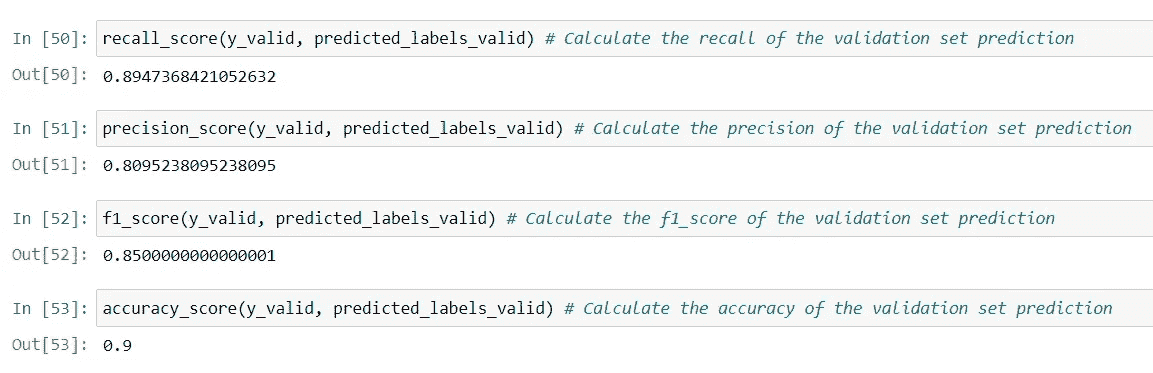 In [50]: recall_score(y_valid, predicted_labels_valid) # Calculate the recall of the validation set prediction
Out[50]: 0.8947368421052632
In [51]: precision_score(y_valid, predicted_labels_valid) # Calculate the precision of the validation set prediction
Out[51]: 0.8095238095238095
In [52]: f1_score(y_valid, predicted_labels_valid) # Calculate the f1_score of the validation set prediction
Out[52]: 0.8500000000000001
In [53]: accuracy_score(y_valid, predicted_labels_valid) # Calculate the accuracy of the validation set prediction
Out[53]: 0.9